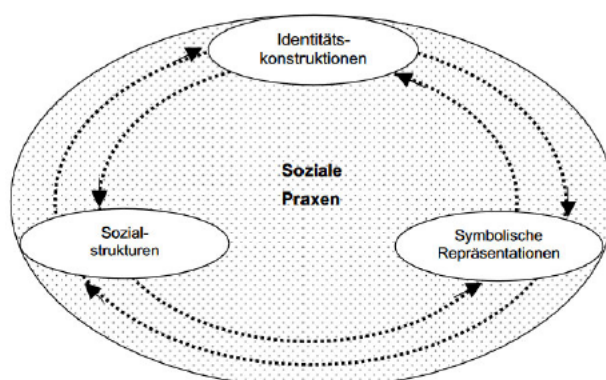 Identitäts-
konstruktionen
Soziale
Praxen
Sozial-
strukturen
Symbolische
Repräsentationen